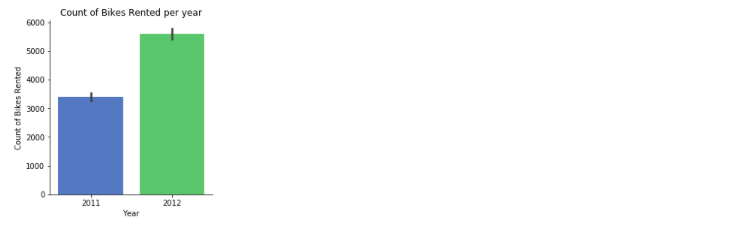 Count of Bikes Rented per year
6000
5000
4000
3000
2000
1000
0
Count of Bikes Rented
2011 2012
Year